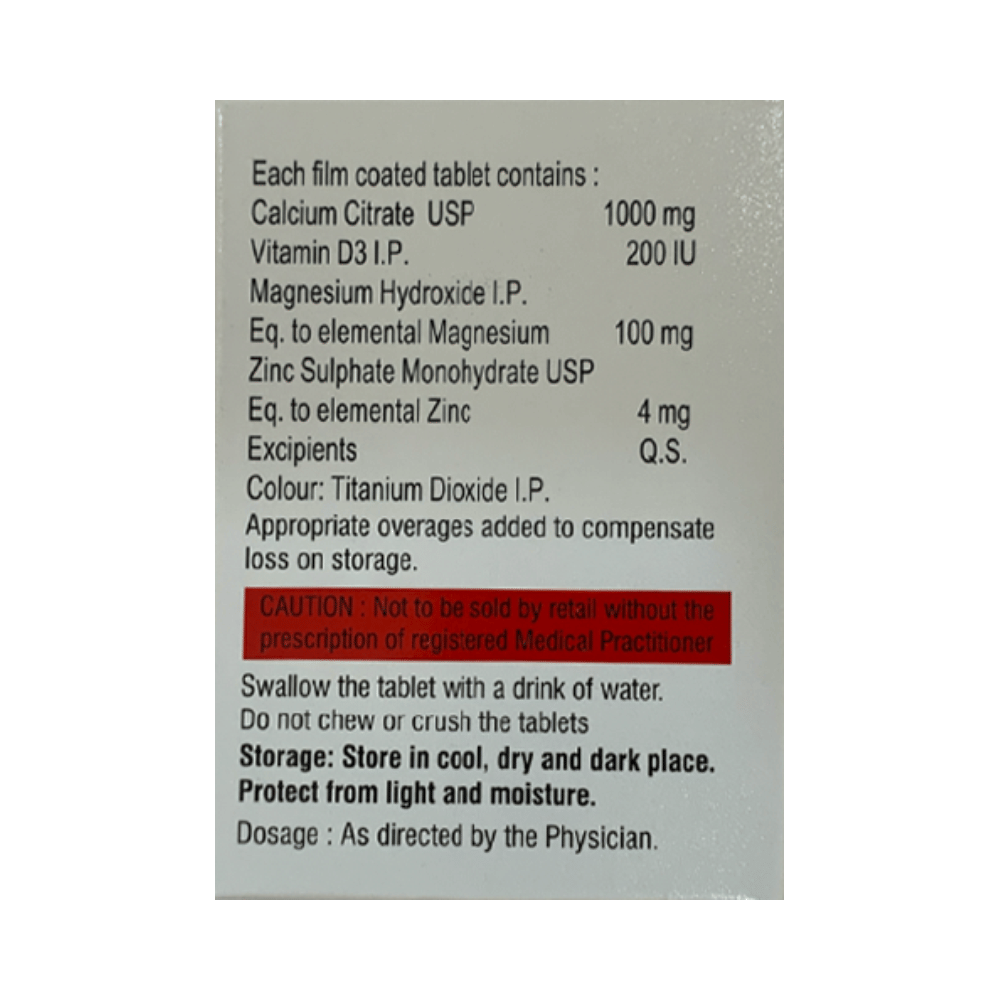 Each film coated tablet contains :
Calcium Citrate USP 1000 mg
Vitamin D3 I.P. 200 IU
Magnesium Hydroxide I.P.
Eq. to elemental Magnesium 100 mg
Zinc Sulphate Monohydrate USP
Eq. to elemental Zinc 4 mg
Excipients Q.S.
Colour: Titanium Dioxide I.P.
Appropriate overages added to compensate
loss on storage.
CAUTION : Not to be sold by retail without the
prescription of registered Medical Practitioner
Swallow the tablet with a drink of water.
Do not chew or crush the tablets
Storage: Store in cool, dry and dark place.
Protect from light and moisture.
Dosage : As directed by the Physician.